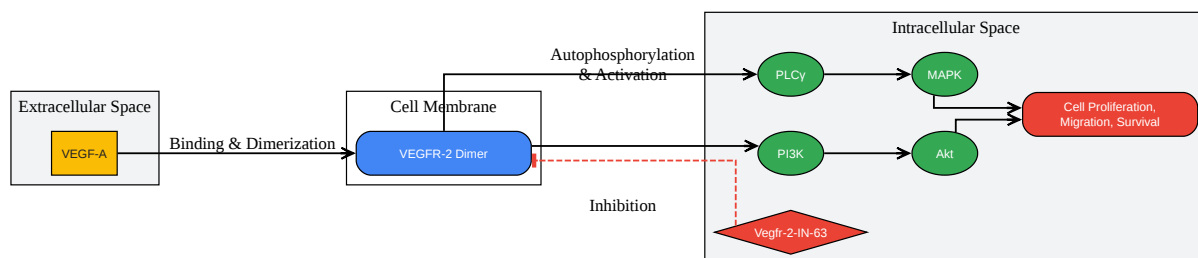 Extracellular Space
VEGF-A
Binding & Dimerization
Cell Membrane
VEGFR-2 Dimer
Autophosphorylation
& Activation
Inhibition
Intracellular Space
PLCγ
MAPK
PI3K
Akt
Vegfr-2-IN-63
Cell Proliferation,
Migration, Survival